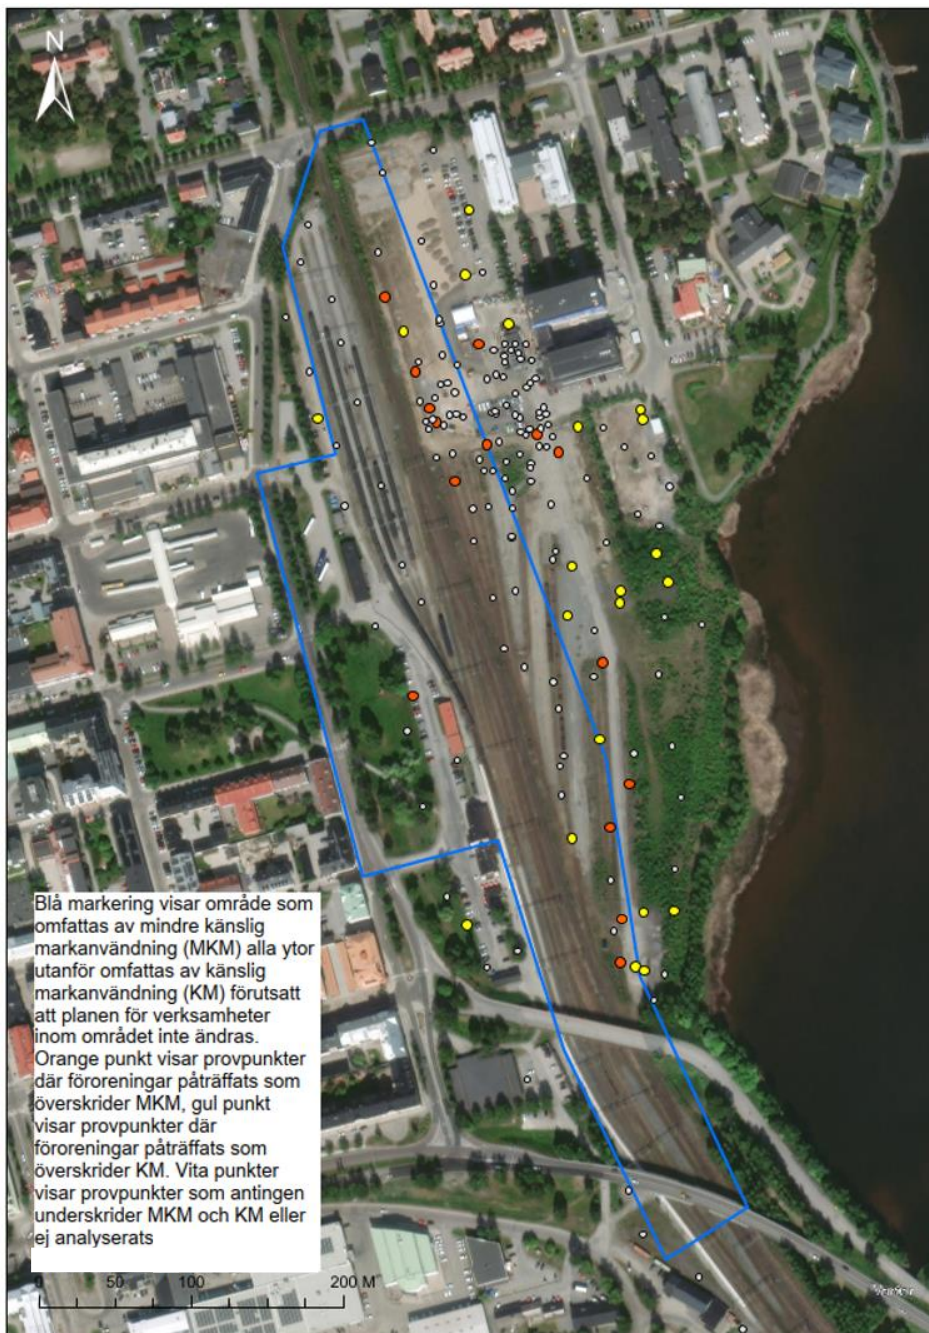 N
Blå markering visar område som
omfattas av mindre känslig
markanvändning (MKM) alla ytor
utanför omfattas av känslig
markanvändning (KM) förutsatt
att planen för verksamheter
inom området inte ändras.
Orange punkt visar provpunkter
där föroreningar påträffats som
överskrider MKM, gul punkt
visar provpunkter där
föroreningar påträffats som
överskrider KM. Vita punkter
visar provpunkter som antingen
underskrider MKM och KM eller
ej analyserats
0 50 100 200 M